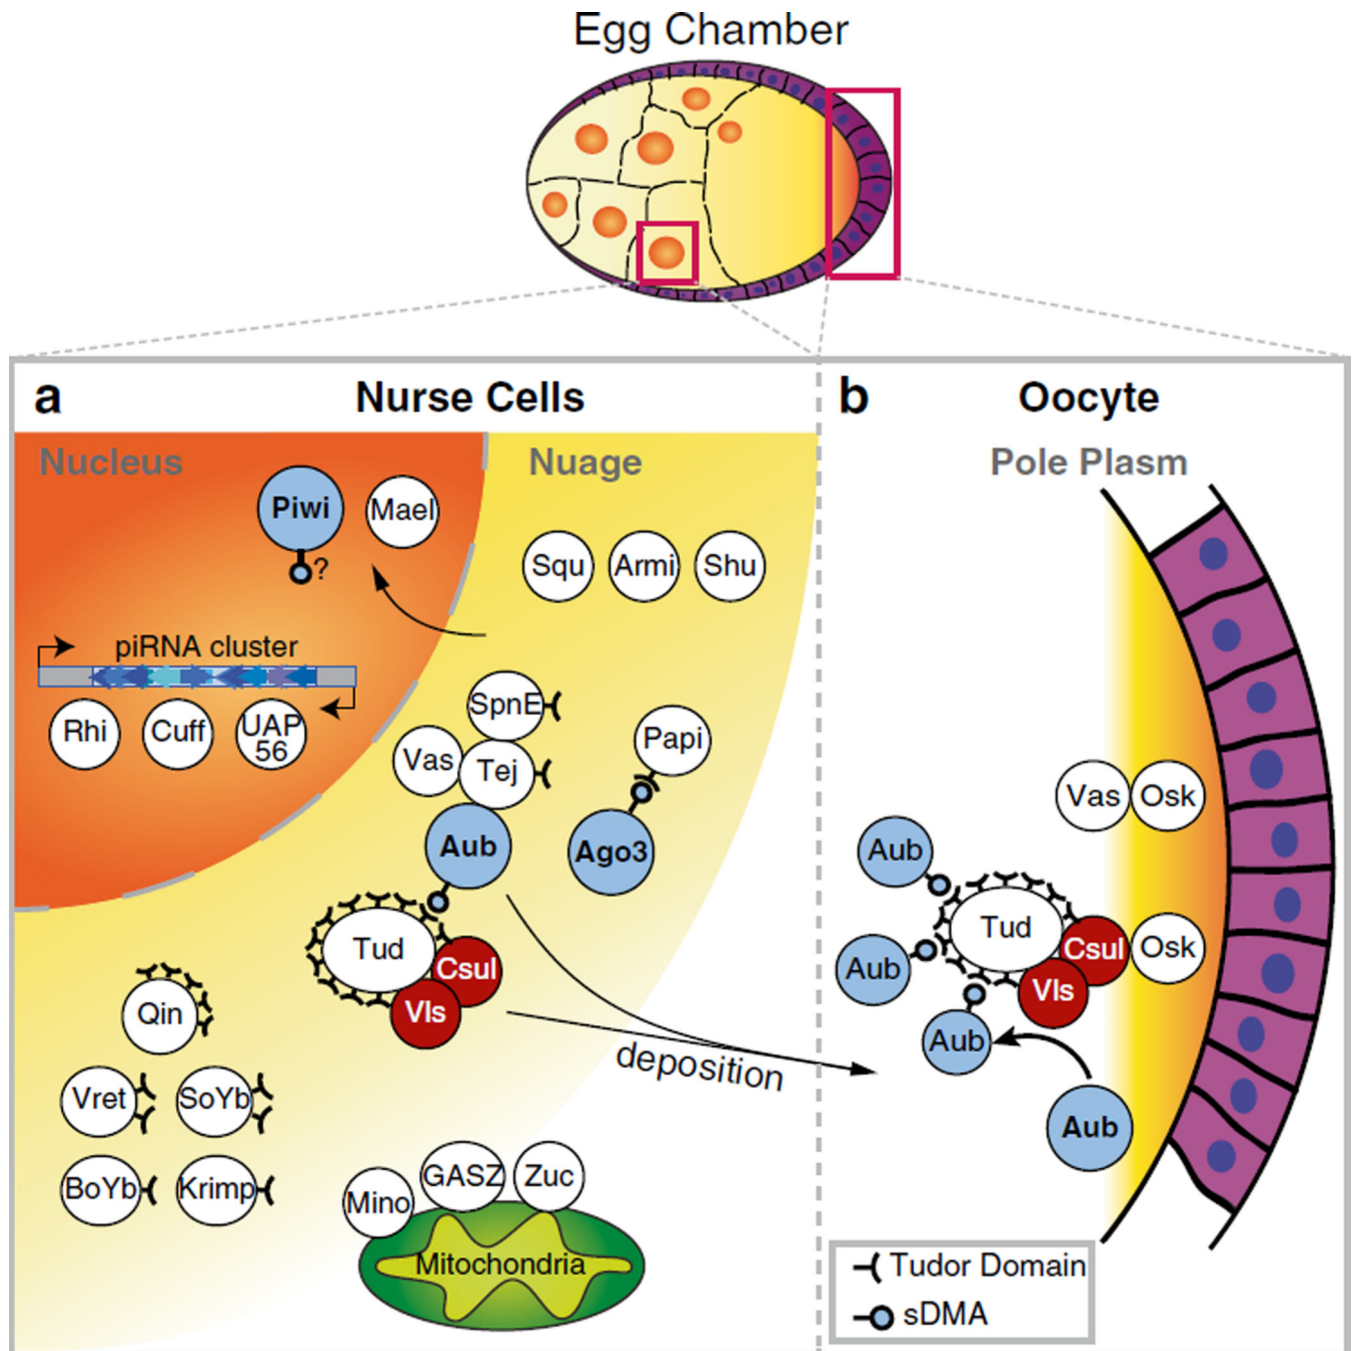 Egg Chamber
a
Nurse Cells
b
Oocyte
Nucleus
Nuage
Pole Plasm
Piwi
Mael
?
Squ
Armi
Shu
piRNA cluster
Rhi
Cuff
UAP
56
SpnE
Vas
Tej
Papi
Aub
Ago3
Tud
Csul
Vls
Qin
Vret
SoYb
BoYb
Krimp
deposition
Mino
GASZ
Zuc
Mitochondria
Vas
Osk
Aub
Tud
Csul
Osk
Aub
Vls
Aub
Aub
Tudor Domain
sDMA